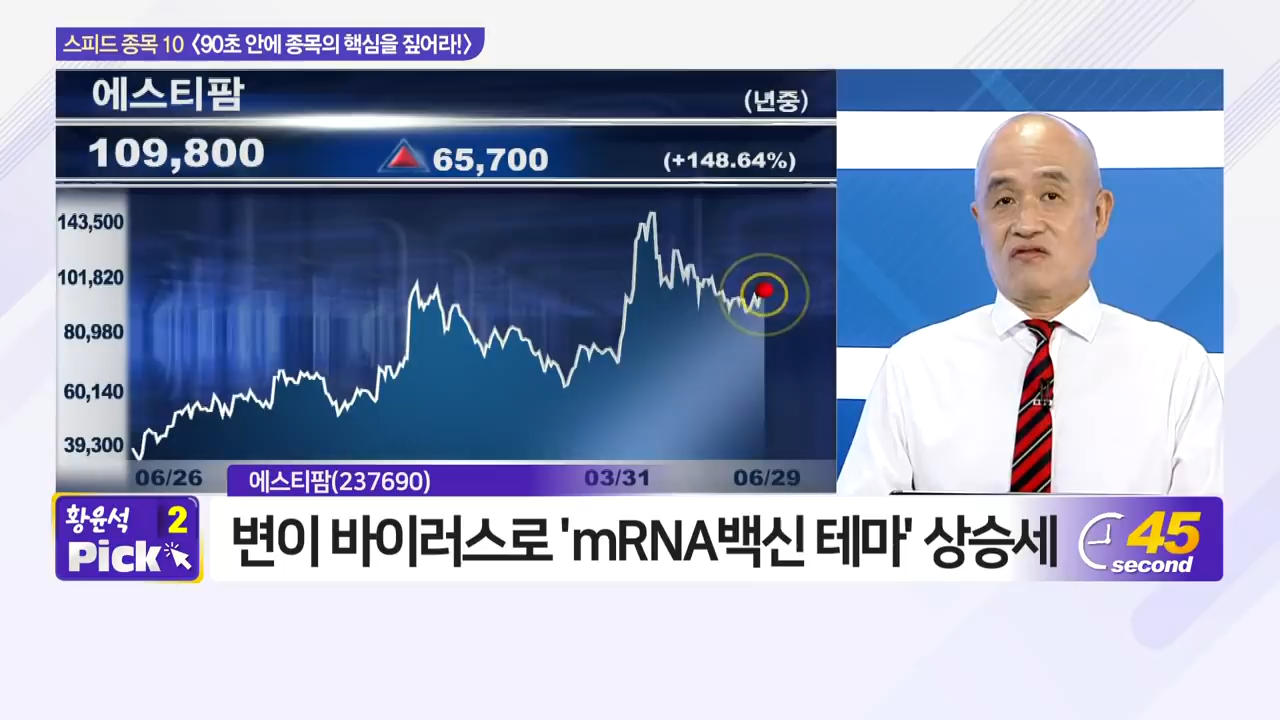 스피드 종목 10 <90초 안에 종목의 핵심을 짚어라!>
에스티팜
(년중)
109,800
65,700
(+148.64%)
143,500
101,820
80,980
60,140
39,300
06/26
03/31
06/29
에스티팜(237690)
황윤석 2
Pick
변이 바이러스로 'mRNA백신 테마' 상승세
45
second